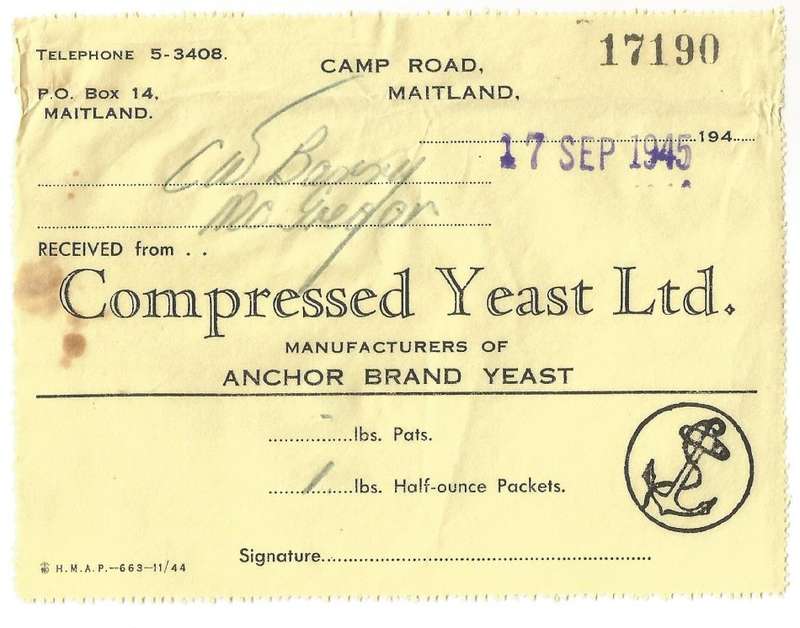 TELEPHONE 5-3408.
17190
CAMP ROAD,
P.O. Box 14,
MAITLAND.
MAITLAND,
17 SEP 1945
194
McGregor
RECEIVED from . .
Compressed Yeast Ltd.
MANUFACTURERS OF
ANCHOR BRAND YEAST
................lbs. Pats.
1 lbs. Half-ounce Packets.
Signature
H.M.A.P.—663—11/44